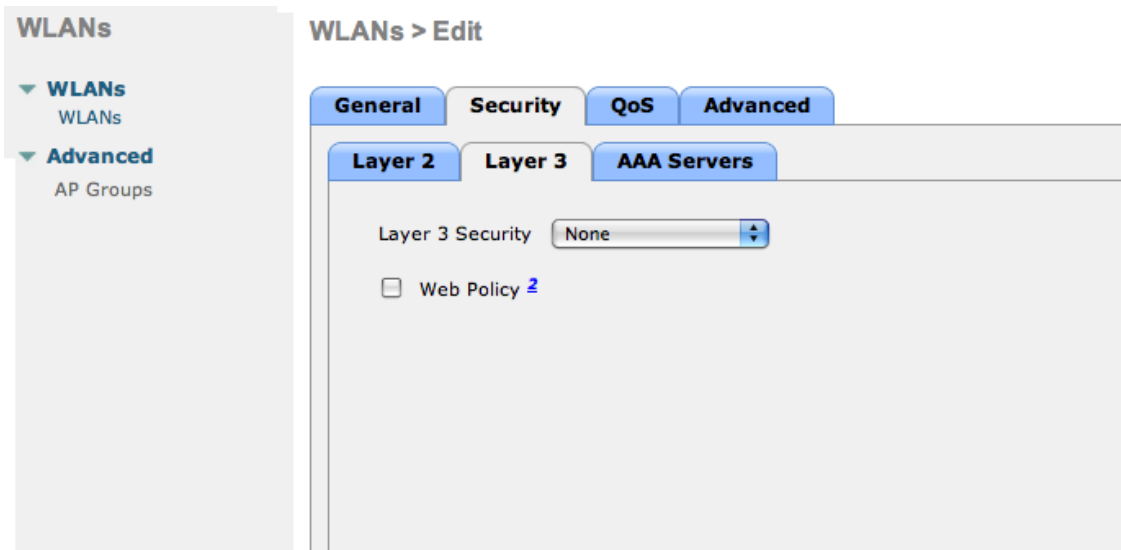 WLANs
WLANs
WLANs
Advanced
AP Groups
WLANs > Edit
General Security QoS Advanced
Layer 2 Layer 3 AAA Servers
Layer 3 Security None
Web Policy 2